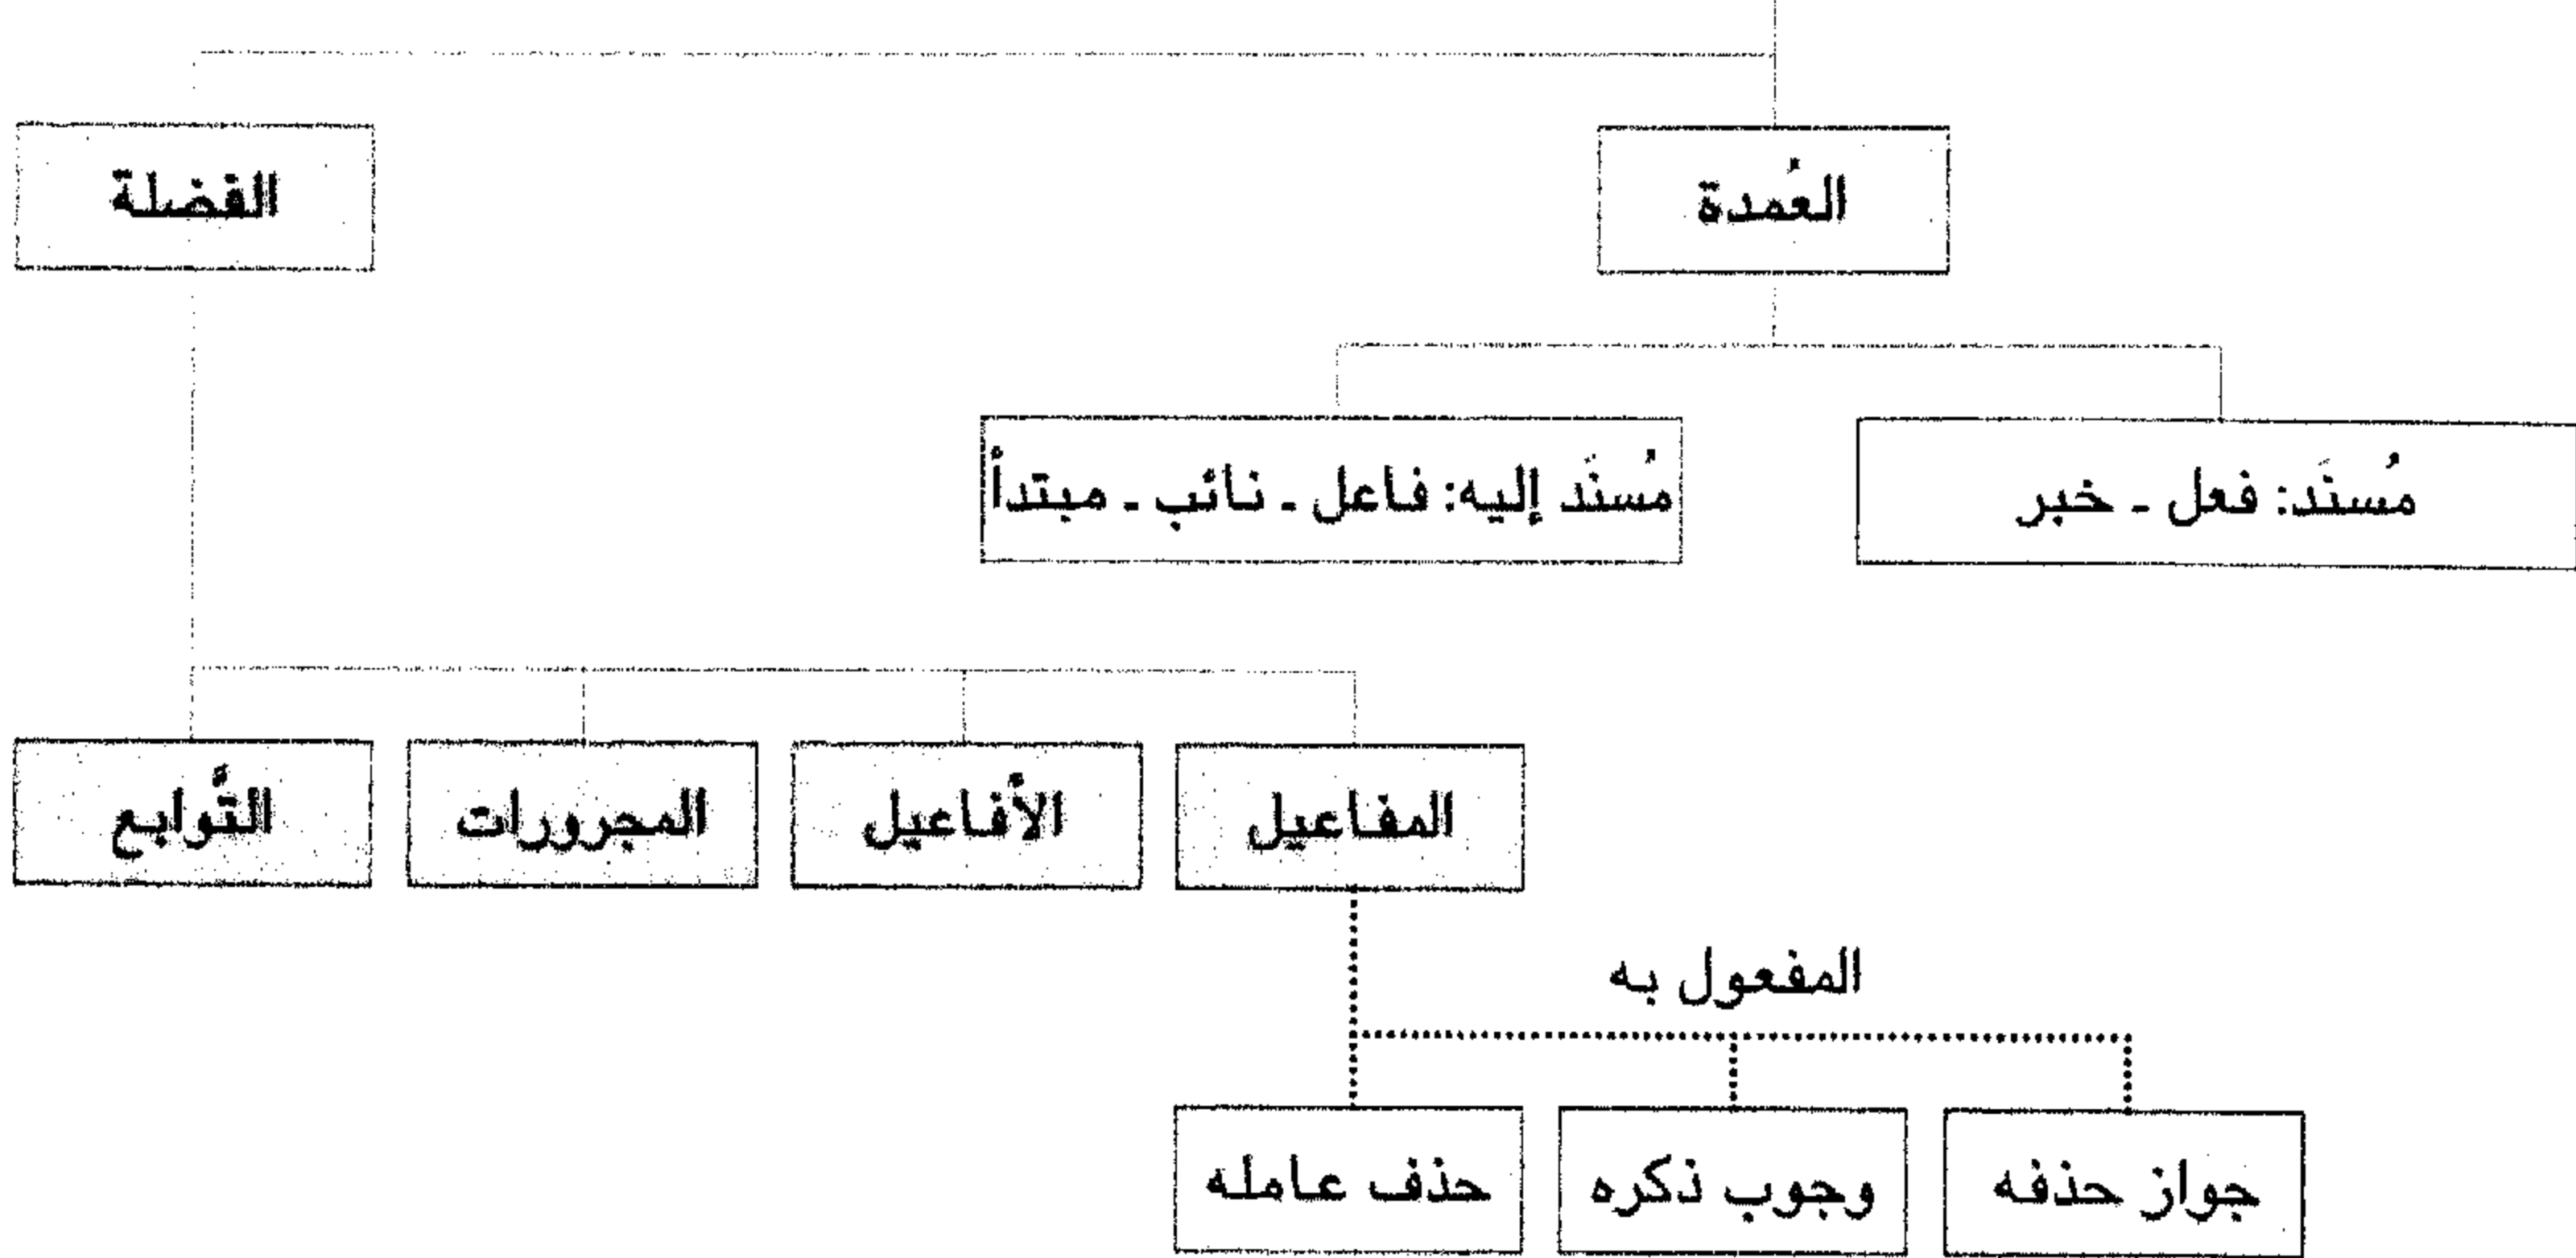 العُمدة
الفضلة
مُسنَد: فعل - خبر
مُسنَد إليه: فاعل - نائب - مبتدأ
المفاعيل
الأفاعيل
المجرورات
التَّوابع
المفعول به
جواز حذفه
وجوب ذكره
حذف عامله